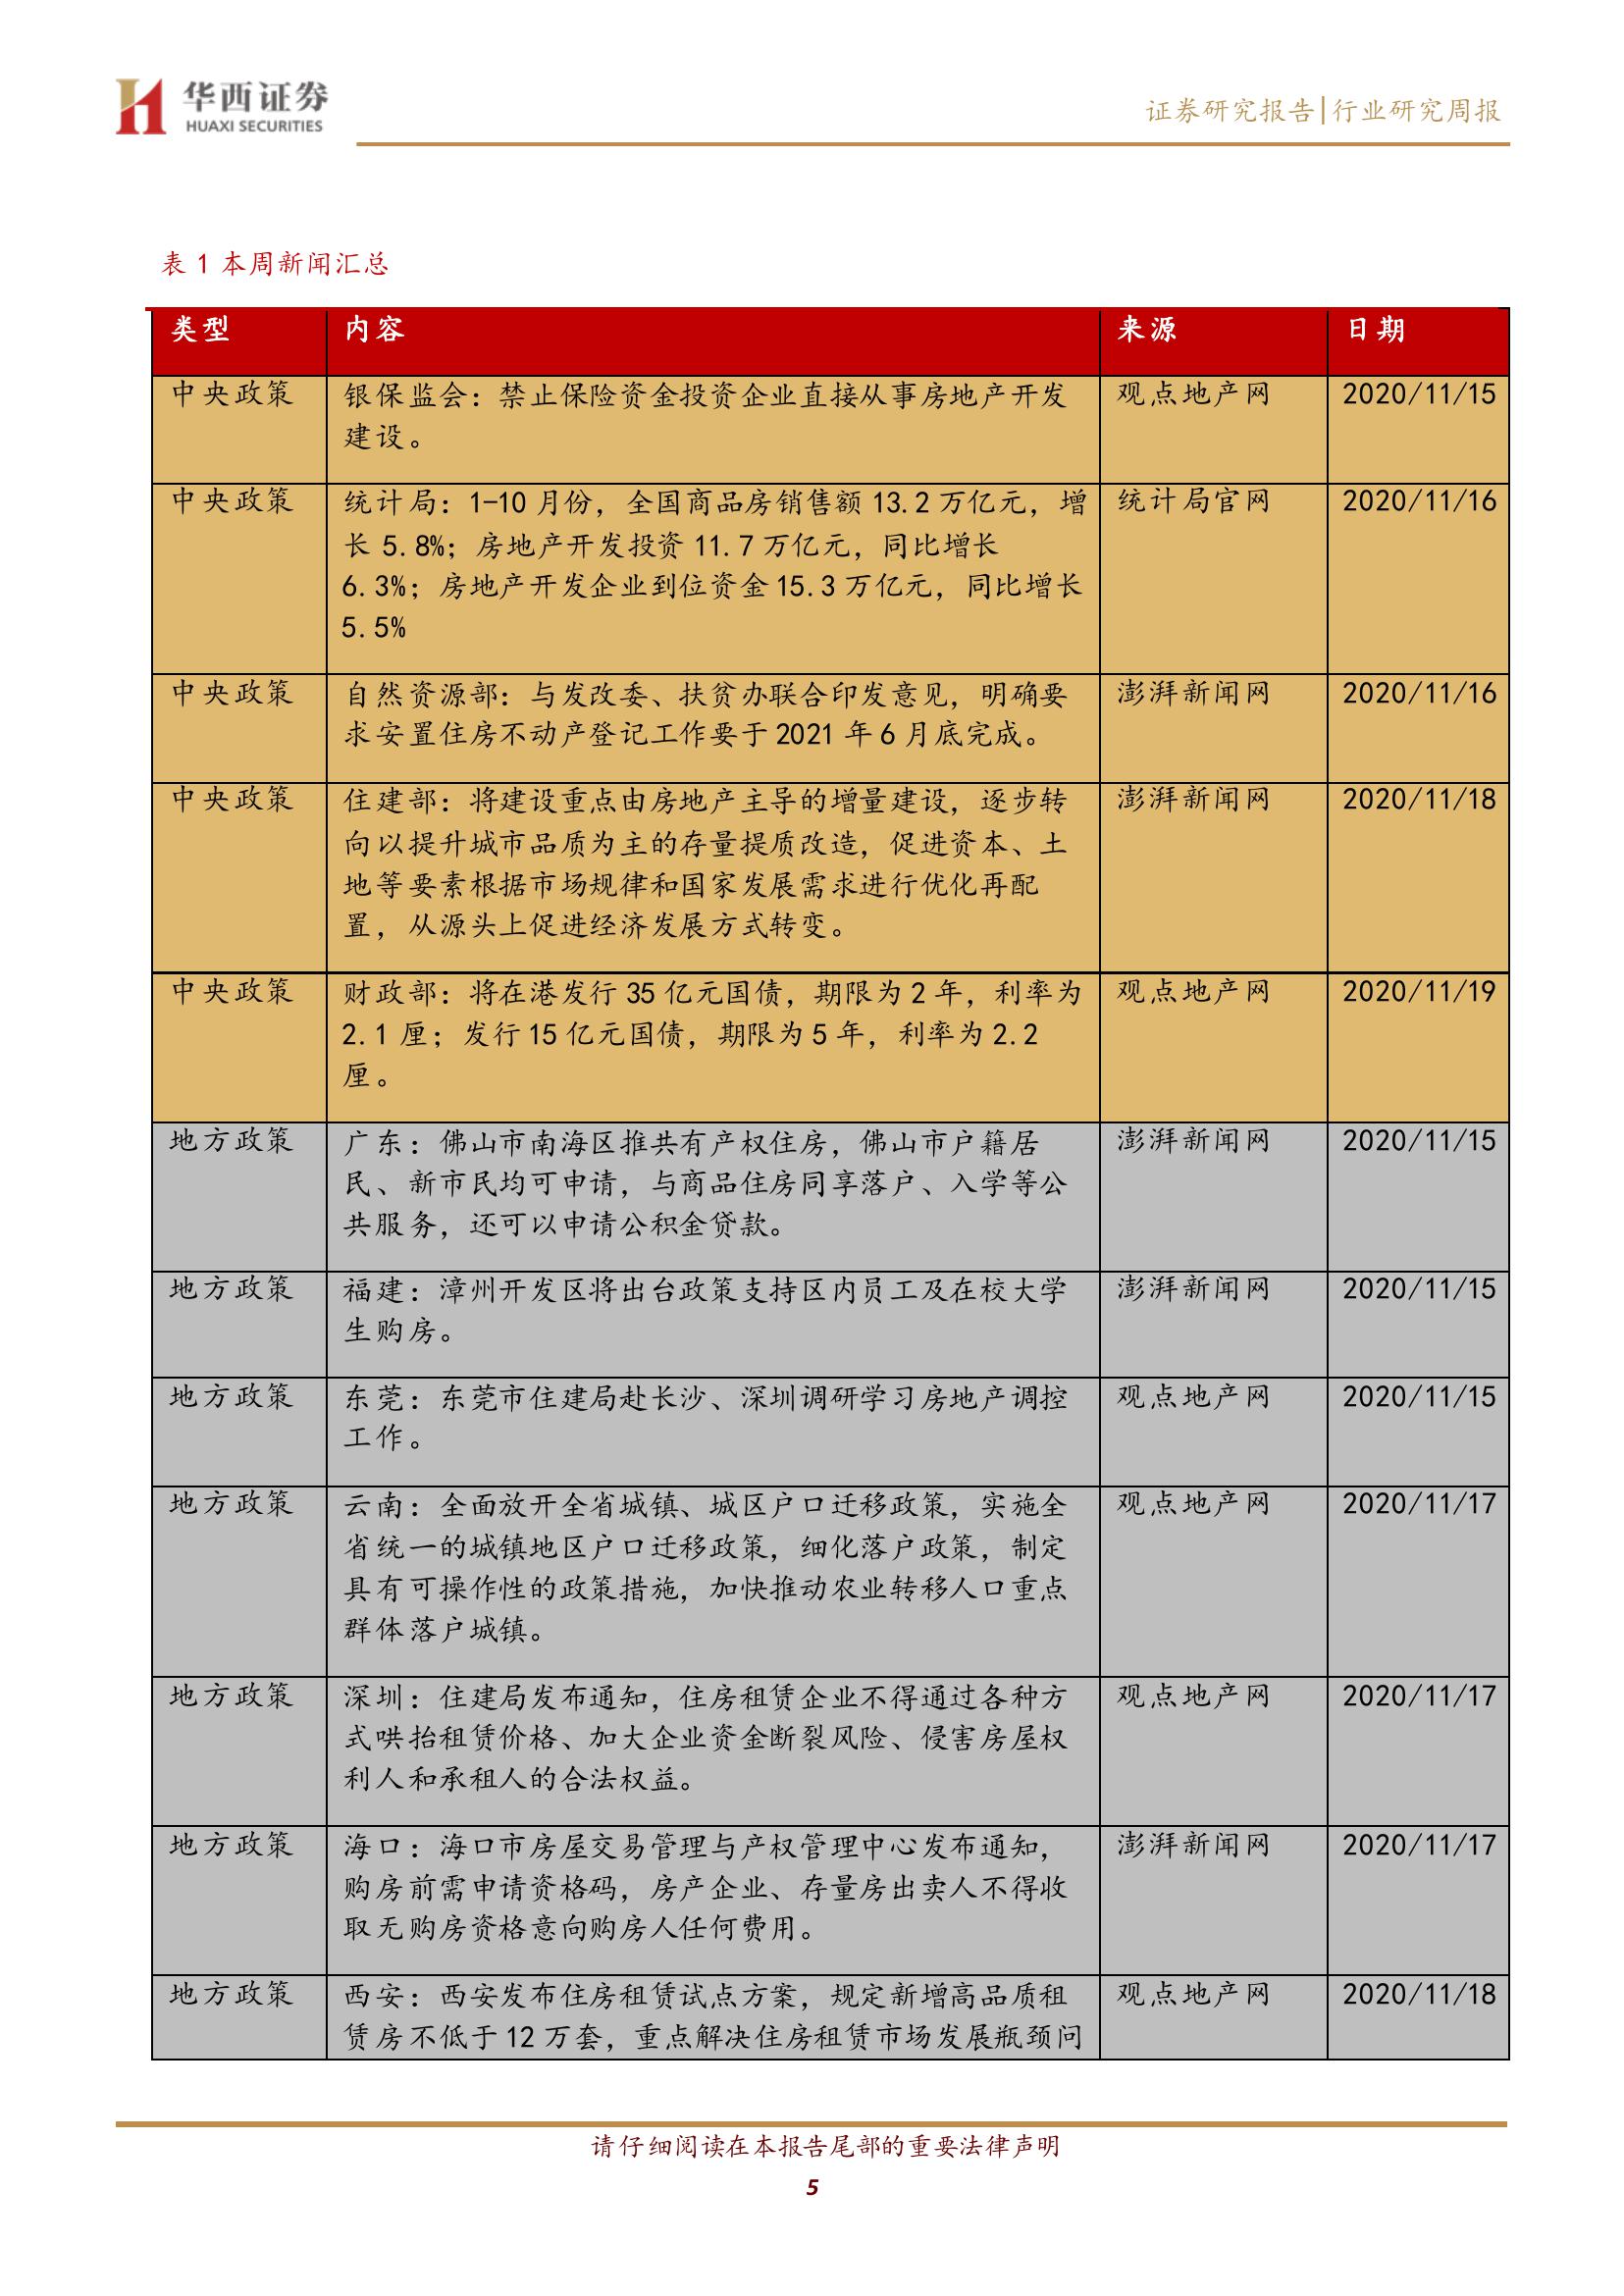 华西证券
HUAXI SECURITIES
证券研究报告|行业研究周报
表 1 本周新闻汇总
类型 内容 来源 日期
中央政策 银保监会：禁止保险资金投资企业直接从事房地产开发 观点地产网 2020/11/15
建设。
中央政策 统计局：1-10 月份，全国商品房销售额 13.2 万亿元，增 统计局官网 2020/11/16
长 5.8%；房地产开发投资 11.7 万亿元，同比增长
6.3%；房地产开发企业到位资金 15.3 万亿元，同比增长
5.5%
中央政策 自然资源部：与发改委、扶贫办联合印发意见，明确要 澎湃新闻网 2020/11/16
求安置住房不动产登记工作要于 2021 年 6 月底完成。
中央政策 住建部：将建设重点由房地产主导的增量建设，逐步转 澎湃新闻网 2020/11/18
向以提升城市品质为主的存量提质改造，促进资本、土
地等要素根据市场规律和国家发展需求进行优化再配
置，从源头上促进经济发展方式转变。
中央政策 财政部：将在港发行 35 亿元国债，期限为 2 年，利率为 观点地产网 2020/11/19
2.1 厘；发行 15 亿元国债，期限为 5 年，利率为 2.2
厘。
地方政策 广东：佛山市南海区推共有产权住房，佛山市户籍居 澎湃新闻网 2020/11/15
民、新市民均可申请，与商品住房同享落户、入学等公
共服务，还可以申请公积金贷款。
地方政策 福建：漳州开发区将出台政策支持区内员工及在校大学 澎湃新闻网 2020/11/15
生购房。
地方政策 东莞：东莞市住建局赴长沙、深圳调研学习房地产调控 观点地产网 2020/11/15
工作。
地方政策 云南：全面放开全省城镇、城区户口迁移政策，实施全 观点地产网 2020/11/17
省统一的城镇地区户口迁移政策，细化落户政策，制定
具有可操作性的政策措施，加快推动农业转移人口重点
群体落户城镇。
地方政策 深圳：住建局发布通知，住房租赁企业不得通过各种方 观点地产网 2020/11/17
式哄抬租赁价格、加大企业资金断裂风险、侵害房屋权
利人和承租人的合法权益。
地方政策 海口：海口市房屋交易管理与产权管理中心发布通知， 澎湃新闻网 2020/11/17
购房前需申请资格码，房产企业、存量房出卖人不得收
取无购房资格意向购房人任何费用。
地方政策 西安：西安发布住房租赁试点方案，规定新增高品质租 观点地产网 2020/11/18
赁房不低于 12 万套，重点解决住房租赁市场发展瓶颈问
请仔细阅读在本报告尾部的重要法律声明
5